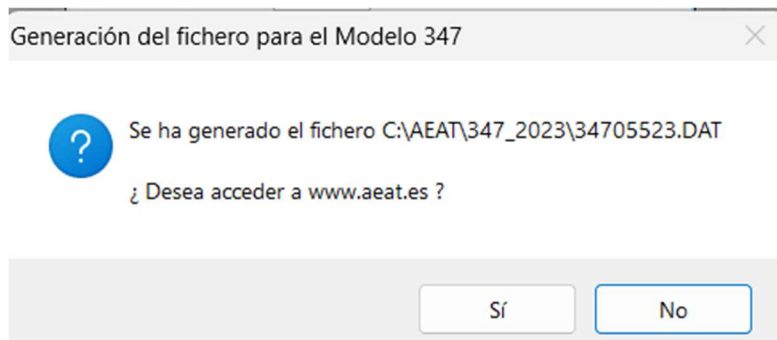 Generación del fichero para el Modelo 347
Se ha generado el fichero C:\AEAT\347_2023\34705523.DAT
¿ Desea acceder a www.aeat.es ?
Sí
No